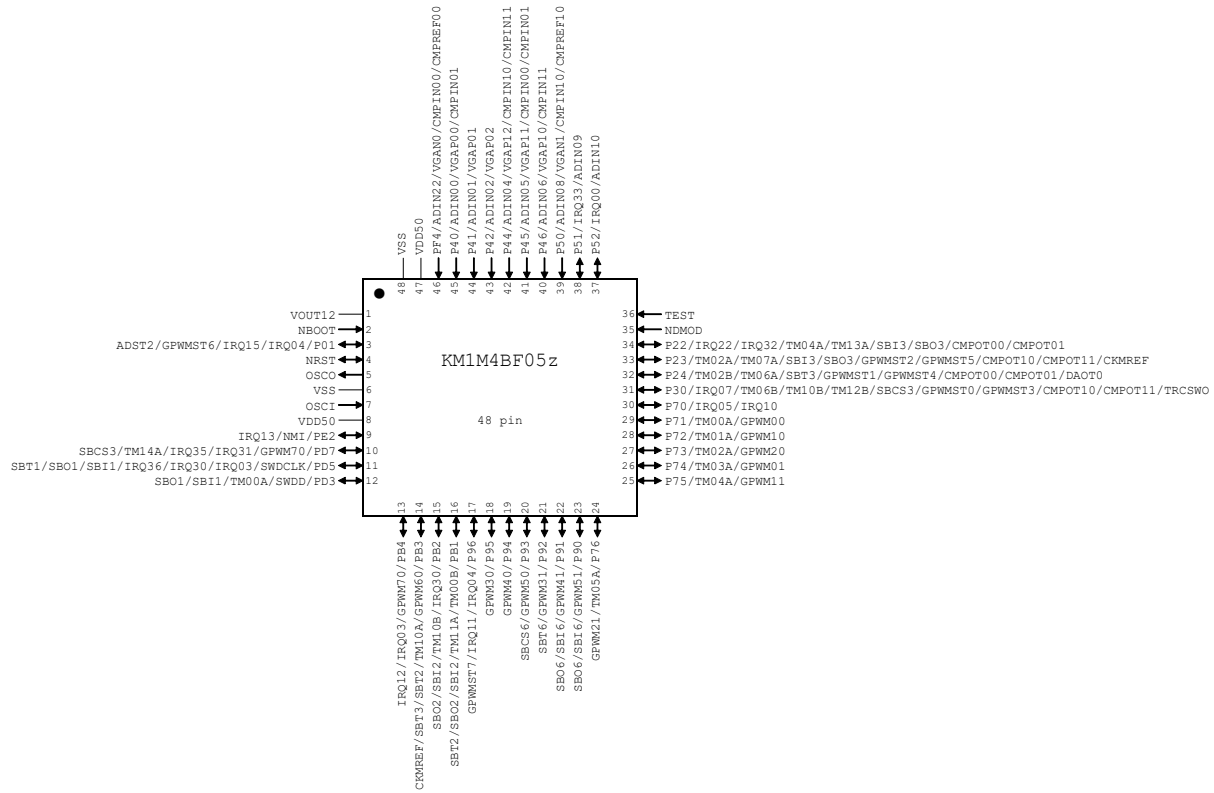 PF4/ADIN22/VGAN0/CMPIN00/CMPREF00
P40/ADIN00/VGAP00/CMPIN01
P41/ADIN01/VGAP01
P42/ADIN02/VGAP02
P44/ADIN04/VGAP12/CMPIN10/CMPIN11
P45/ADIN05/VGAP11/CMPIN00/CMPIN01
P46/ADIN06/VGAP10/CMPIN11
P50/ADIN08/VGAN1/CMPIN10/CMPREF10
P51/IRQ33/ADIN09
P52/IRQ00/ADIN10
VSS
VDD50
48
47
46
45
44
43
42
41
40
39
38
37
VOUT12 1
NBOOT 2
ADST2/GPWMST6/IRQ15/IRQ04/P01 3
NRST 4
OSCO 5
VSS 6
OSCI 7
VDD50 8
IRQ13/NMI/PE2 9
SBCS3/TM14A/IRQ35/IRQ31/GPWM70/PD7 10
SBT1/SBO1/SBI1/IRQ36/IRQ30/IRQ03/SWDCLK/PD5 11
SBO1/SBI1/TM00A/SWDD/PD3 12
KM1M4BF05z
48 pin
36 TEST
35 NDMOD
34 P22/IRQ22/IRQ32/TM04A/TM13A/SBI3/SBO3/CMPOT00/CMPOT01
33 P23/TM02A/TM07A/SBI3/SBO3/GPWMST2/GPWMST5/CMPOT10/CMPOT11/CKMREF
32 P24/TM02B/TM06A/SBT3/GPWMST1/GPWMST4/CMPOT00/CMPOT01/DAOT0
31 P30/IRQ07/TM06B/TM10B/TM12B/SBCS3/GPWMST0/GPWMST3/CMPOT10/CMPOT11/TRCSWO
30 P70/IRQ05/IRQ10
29 P71/TM00A/GPWM00
28 P72/TM01A/GPWM10
27 P73/TM02A/GPWM20
26 P74/TM03A/GPWM01
25 P75/TM04A/GPWM11
13
14
15
16
17
18
19
20
21
22
23
24
IRQ12/IRQ03/GPWM70/PB4
CKMREF/SBT3/SBT2/TM10A/GPWM60/PB3
SBO2/SBI2/TM10B/IRQ30/PB2
SBT2/SBO2/SBI2/TM11A/TM00B/PB1
GPWMST7/IRQ11/IRQ04/P96
GPWM30/P95
GPWM40/P94
SBCS6/GPWM50/P93
SBT6/GPWM31/P92
SBO6/SBI6/GPWM41/P91
SBO6/SBI6/GPWM51/P90
GPWM21/TM05A/P76